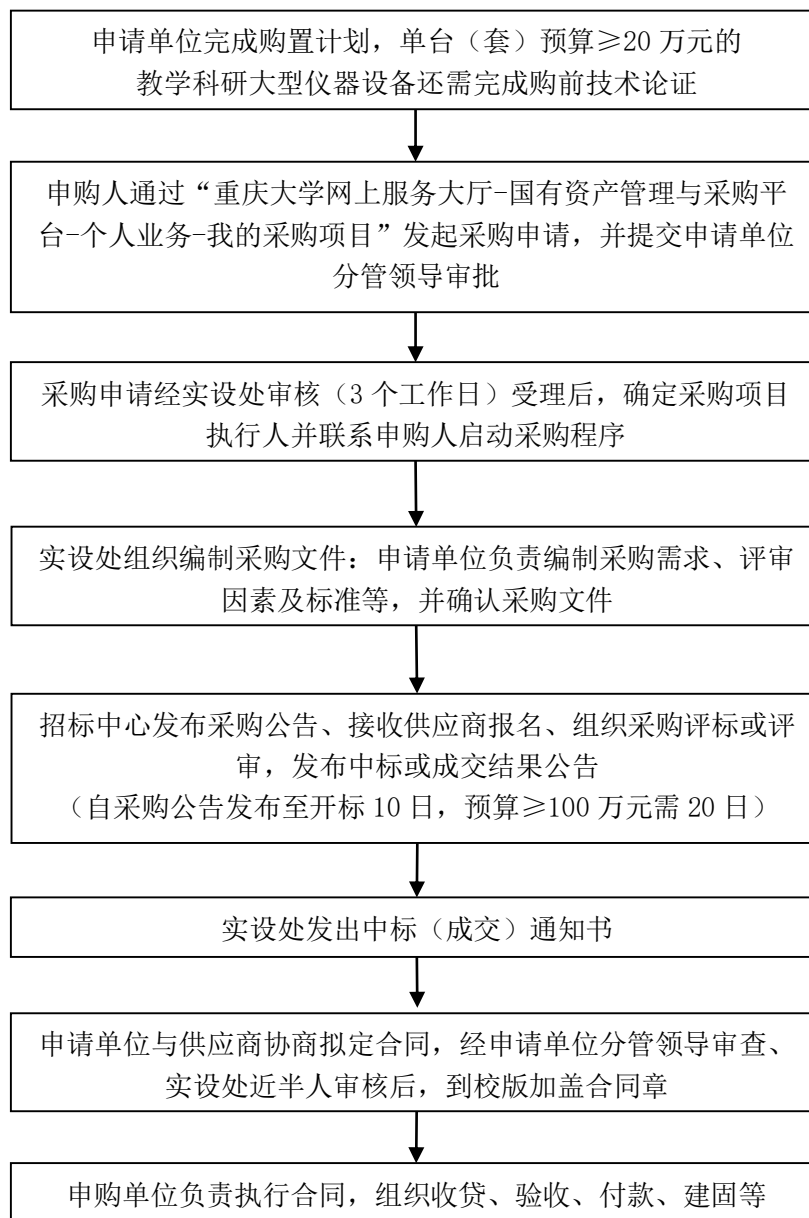 申请单位完成购置计划，单台（套）预算≥20 万元的
教学科研大型仪器设备还需完成购前技术论证
申购人通过“重庆大学网上服务大厅-国有资产管理与采购平
台-个人业务-我的采购项目”发起采购申请，并提交申请单位
分管领导审批
采购申请经实设处审核（3 个工作日）受理后，确定采购项目
执行人并联系申购人启动采购程序
实设处组织编制采购文件：申请单位负责编制采购需求、评审
因素及标准等，并确认采购文件
招标中心发布采购公告、接收供应商报名、组织采购评标或评
审，发布中标或成交结果公告
（自采购公告发布至开标 10 日，预算≥100 万元需 20 日）
实设处发出中标（成交）通知书
申请单位与供应商协商拟定合同，经申请单位分管领导审查、
实设处近半人审核后，到校版加盖合同章
申购单位负责执行合同，组织收贷、验收、付款、建固等